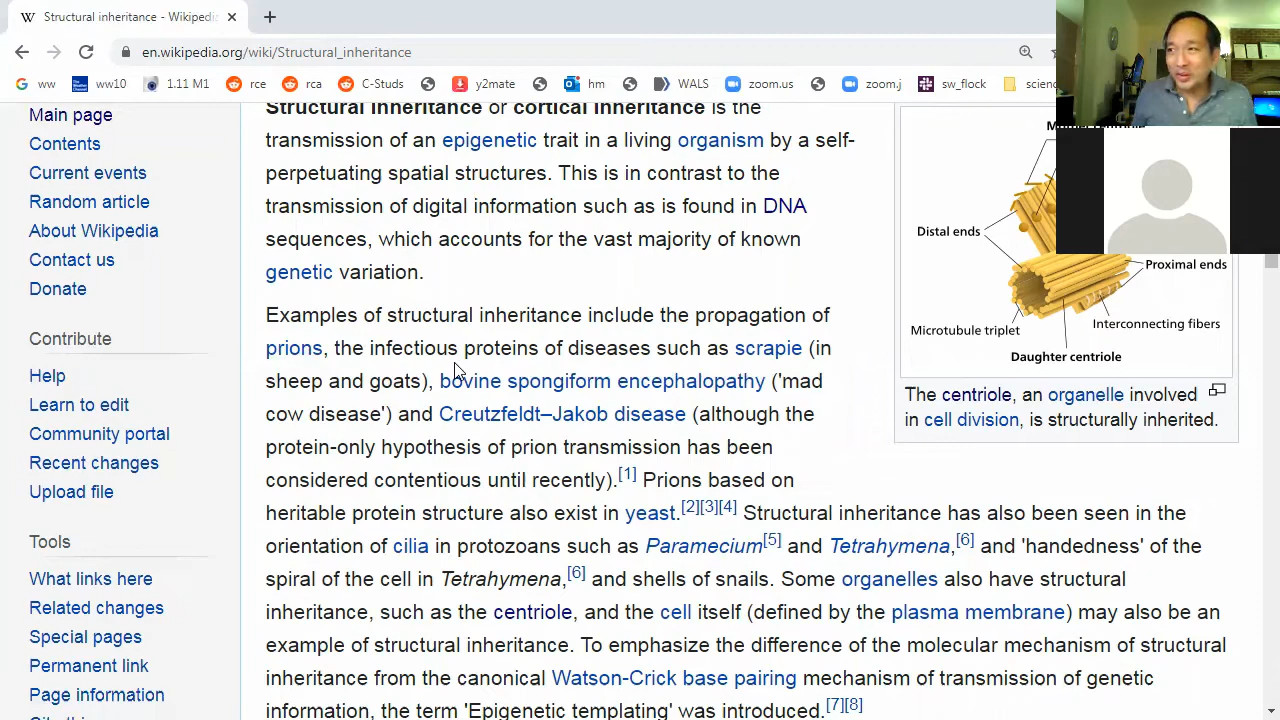 Structural inheritance - Wikipedia
en.wikipedia.org/wiki/Structural_inheritance
ww
ww10
1.11 M1
rce
rca
C-Studs
y2mate
hm
WALS
zoom.us
zoom.j
sw_flock
scienc
Main page
Contents
Current events
Random article
About Wikipedia
Contact us
Donate
Contribute
Help
Learn to edit
Community portal
Recent changes
Upload file
Tools
What links here
Related changes
Special pages
Permanent link
Page information
Structural inheritance or cortical inheritance is the
transmission of an epigenetic trait in a living organism by a self-
perpetuating spatial structures. This is in contrast to the
transmission of digital information such as is found in DNA
sequences, which accounts for the vast majority of known
genetic variation.
Examples of structural inheritance include the propagation of
prions, the infectious proteins of diseases such as scrapie (in
sheep and goats), bovine spongiform encephalopathy ('mad
cow disease') and Creutzfeldt–Jakob disease (although the
protein-only hypothesis of prion transmission has been
considered contentious until recently).[1] Prions based on
heritable protein structure also exist in yeast.[2][3][4] Structural inheritance has also been seen in the
orientation of cilia in protozoans such as Paramecium[5] and Tetrahymena,[6] and 'handedness' of the
spiral of the cell in Tetrahymena,[6] and shells of snails. Some organelles also have structural
inheritance, such as the centriole, and the cell itself (defined by the plasma membrane) may also be an
example of structural inheritance. To emphasize the difference of the molecular mechanism of structural
inheritance from the canonical Watson-Crick base pairing mechanism of transmission of genetic
information, the term 'Epigenetic templating' was introduced.[7][8]
Distal ends
Proximal ends
Microtubule triplet
Interconnecting fibers
Daughter centriole
The centriole, an organelle involved
in cell division, is structurally inherited.